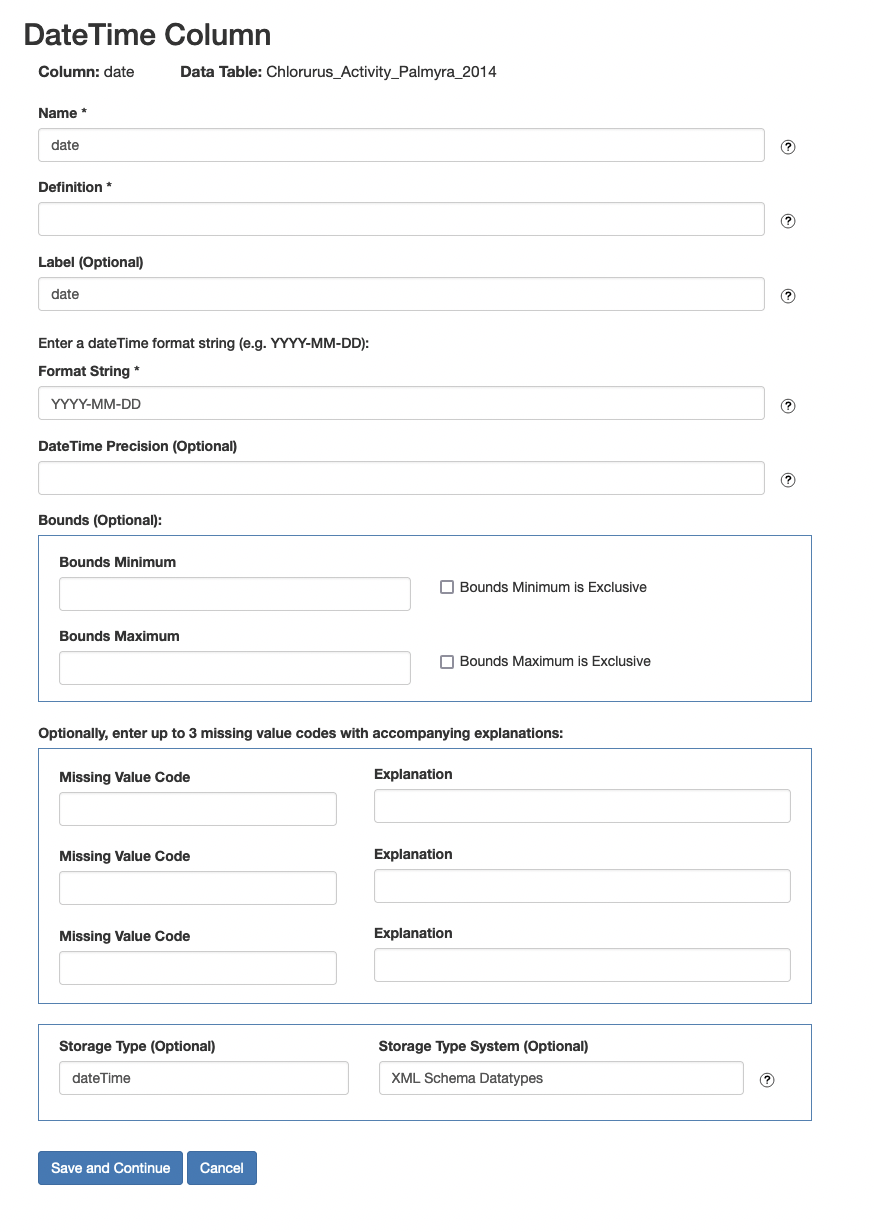 DateTime Column
Column: date Data Table: Chlorurus_Activity_Palmyra_2014
Name *
date
?
Definition *
?
Label (Optional)
date
?
Enter a dateTime format string (e.g. YYYY-MM-DD):
Format String *
YYYY-MM-DD
?
DateTime Precision (Optional)
?
Bounds (Optional):
Bounds Minimum
Bounds Minimum is Exclusive
Bounds Maximum
Bounds Maximum is Exclusive
Optionally, enter up to 3 missing value codes with accompanying explanations:
Missing Value Code Explanation
Missing Value Code Explanation
Missing Value Code Explanation
Storage Type (Optional) Storage Type System (Optional)
dateTime XML Schema Datatypes ?
Save and Continue Cancel